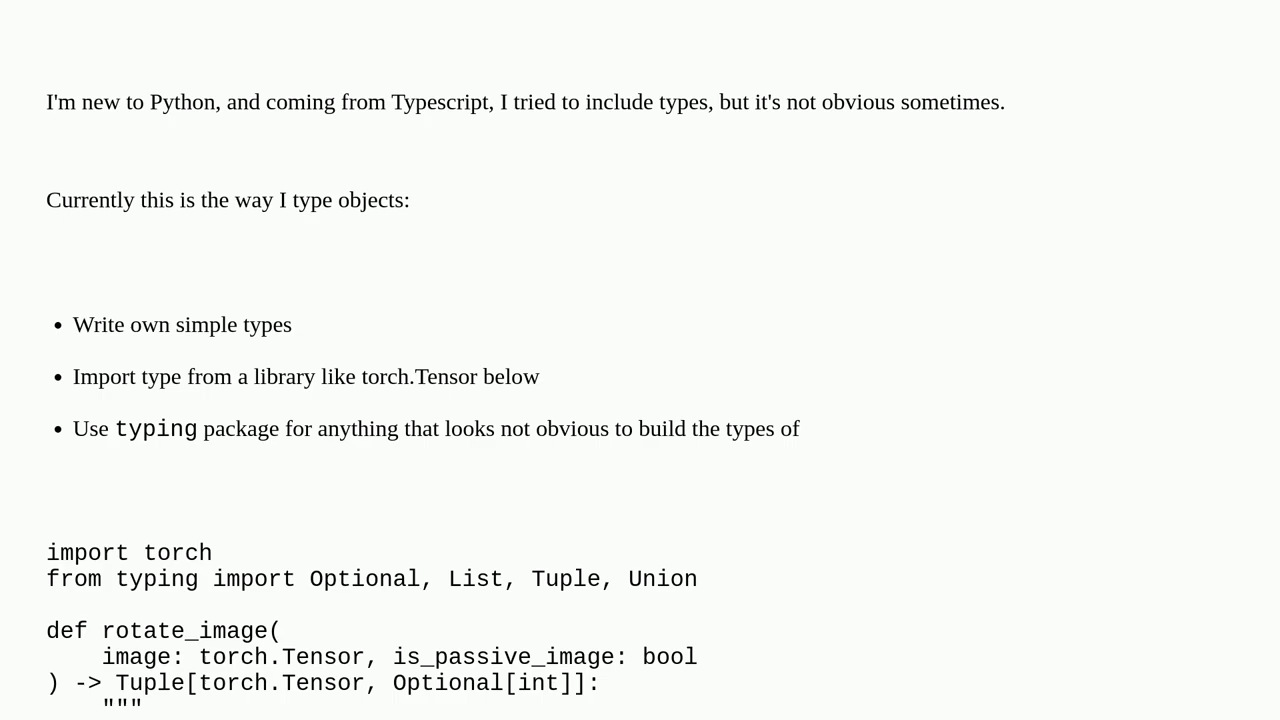 I'm new to Python, and coming from Typescript, I tried to include types, but it's not obvious sometimes.
Currently this is the way I type objects:
• Write own simple types
• Import type from a library like torch.Tensor below
• Use typing package for anything that looks not obvious to build the types of
import torch
from typing import Optional, List, Tuple, Union
def rotate_image(
    image: torch.Tensor, is_passive_image: bool
) -> Tuple[torch.Tensor, Optional[int]]:
    """